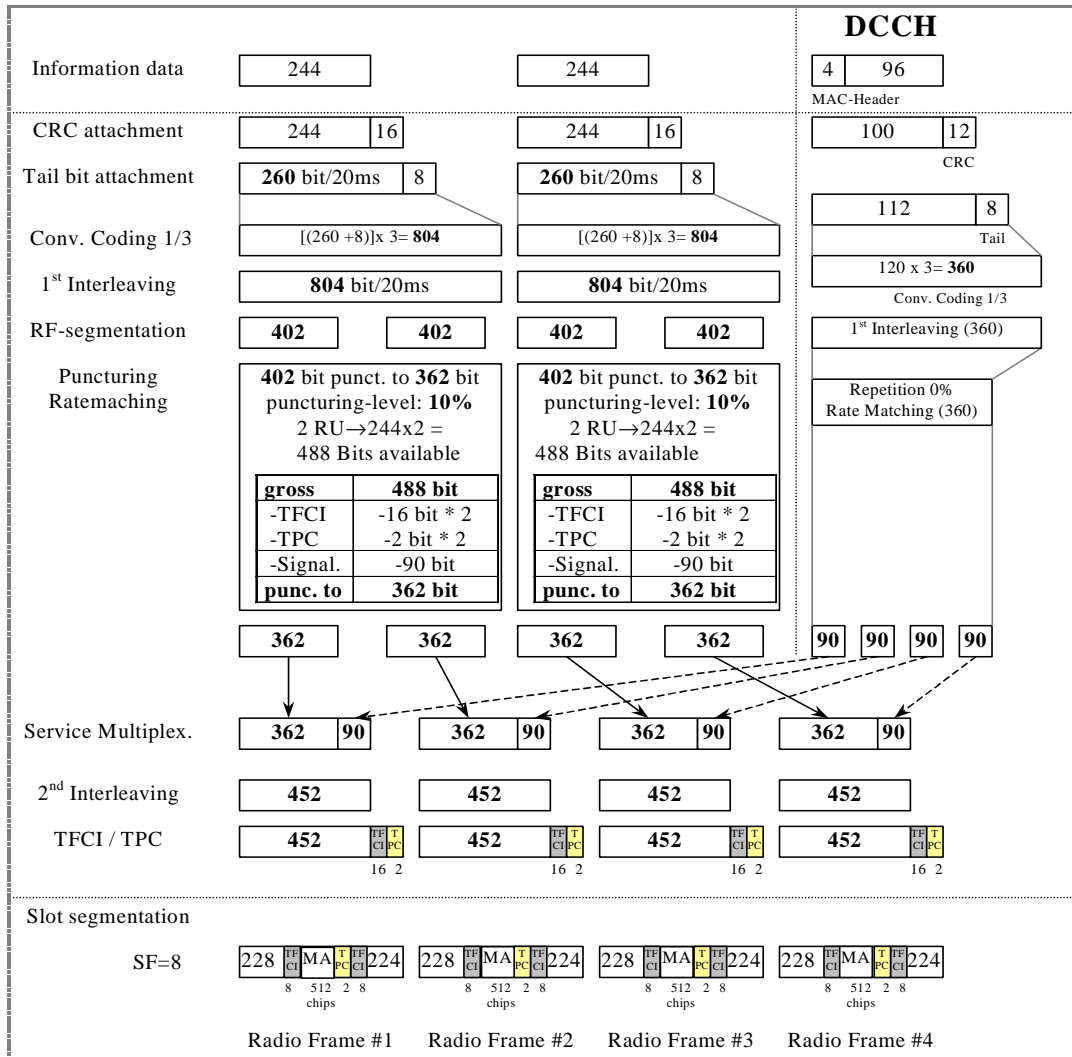 DCCH
Information data 244 244 4 96
MAC-Header
CRC attachment 244 16 244 16 100 12
CRC
Tail bit attachment 260 bit/20ms 8 260 bit/20ms 8
112 8
Tail
Conv. Coding 1/3 [(260 +8)]x 3= 804 [(260 +8)]x 3= 804
120 x 3= 360
Conv. Coding 1/3
1st Interleaving 804 bit/20ms 804 bit/20ms
RF-segmentation 402 402 402 402 1st Interleaving (360)
Puncturing
Ratemaching
402 bit punct. to 362 bit
puncturing-level: 10%
2 RU→244x2 =
488 Bits available
gross 488 bit
-TFCI -16 bit * 2
-TPC -2 bit * 2
-Signal. -90 bit
punc. to 362 bit
402 bit punct. to 362 bit
puncturing-level: 10%
2 RU→244x2 =
488 Bits available
gross 488 bit
-TFCI -16 bit * 2
-TPC -2 bit * 2
-Signal. -90 bit
punc. to 362 bit
Repetition 0%
Rate Matching (360)
362 362 362 362 90 90 90 90
Service Multiplex. 362 90 362 90 362 90 362 90
2nd Interleaving 452 452 452 452
TFCI / TPC 452 TFCI TPC 452 TFCI TPC 452 TFCI TPC 452 TFCI TPC
16 2 16 2 16 2 16 2
Slot segmentation
SF=8 228 TFCI MA TPC TFCI 224 228 TFCI MA TPC TFCI 224 228 TFCI MA TPC TFCI 224 228 TFCI MA TPC TFCI 224
8 512 2 8 8 512 2 8 8 512 2 8 8 512 2 8
chips chips chips chips
Radio Frame #1 Radio Frame #2 Radio Frame #3 Radio Frame #4